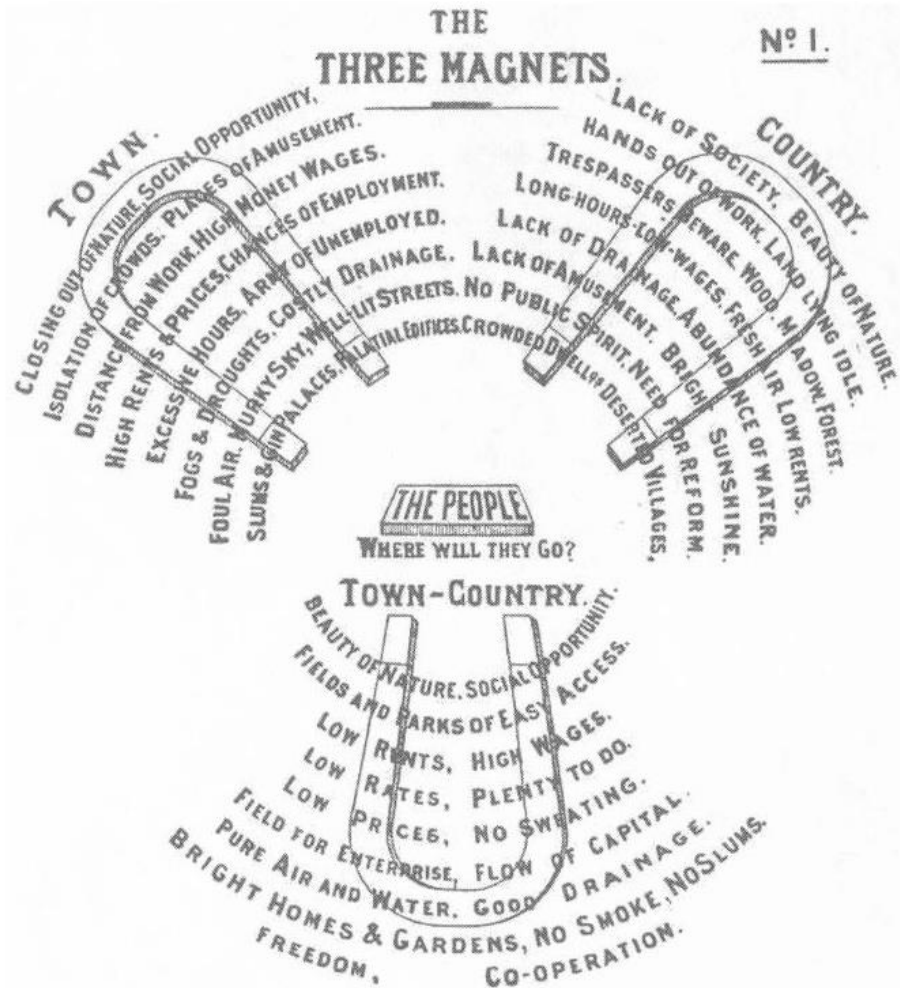 THE
THREE MAGNETS.
Nº 1.
TOWN.
CLOSING OUT OF NATURE. SOCIAL OPPORTUNITY.
ISOLATION OF CROWDS. PLACES OF AMUSEMENT.
DISTANCE FROM WORK. HIGH MONEY WAGES.
HIGH RENTS & PRICES. CHANCES OF EMPLOYMENT.
EXCESSIVE HOURS. ARMY OF UNEMPLOYED.
FOGS & DROUGHTS. COSTLY DRAINAGE.
FOUL AIR. MURKY SKY. WELL-LIT STREETS.
SLUMS & GIN PALACES. PALATIAL EDIFICES.
COUNTRY.
LACK OF SOCIETY. BEAUTY OF NATURE.
HANDS OUT OF WORK. LAND LYING IDLE.
TRESPASSERS BEWARE. WOOD, MEADOW, FOREST.
LONG HOURS-LOW WAGES. FRESH AIR LOW RENTS.
LACK OF DRAINAGE. ABUNDANCE OF WATER.
LACK OF AMUSEMENT. BRIGHT SUNSHINE.
NO PUBLIC SPIRIT. NEED FOR REFORM.
CROWDED DWELLGS DESERTED VILLAGES,
THE PEOPLE
WHERE WILL THEY GO?
TOWN-COUNTRY.
BEAUTY OF NATURE. SOCIAL OPPORTUNITY.
FIELDS AND PARKS OF EASY ACCESS.
LOW RENTS, HIGH WAGES.
LOW RATES, PLENTY TO DO.
LOW PRICES, NO SWEATING.
FIELD FOR ENTERPRISE, FLOW OF CAPITAL.
PURE AIR AND WATER. GOOD DRAINAGE.
BRIGHT HOMES & GARDENS, NO SMOKE, NO SLUMS.
FREEDOM, CO-OPERATION.